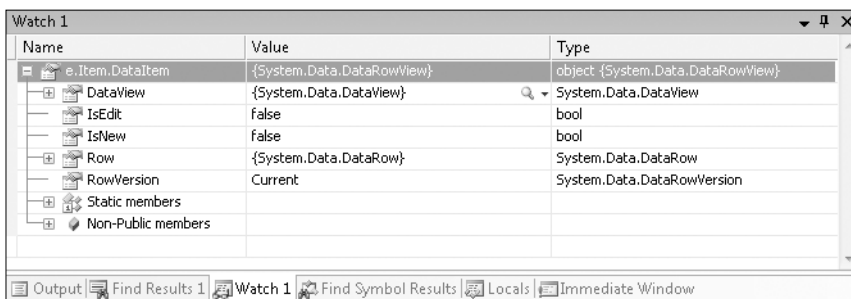 Watch 1
Name Value Type
e.Item.DataItem {System.Data.DataRowView} object {System.Data.DataRowView}
DataView {System.Data.DataView} System.Data.DataView
IsEdit false bool
IsNew false bool
Row {System.Data.DataRow} System.Data.DataRow
RowVersion Current System.Data.DataRowVersion
Static members
Non-Public members
Output Find Results 1 Watch 1 Find Symbol Results Locals Immediate Window